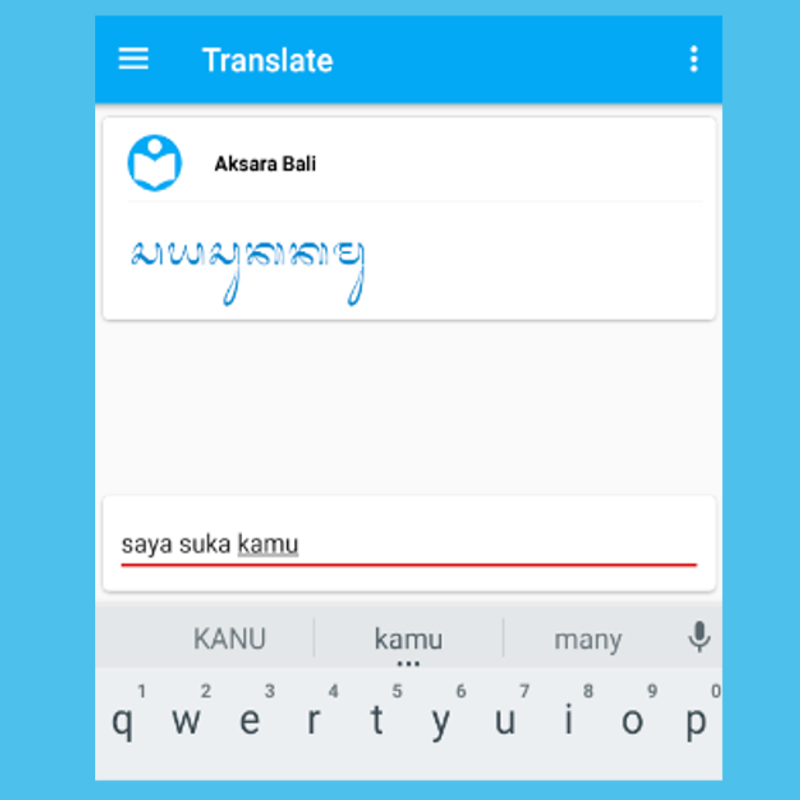 Translate
Aksara Bali
ᬲᬬᬲᬸᬓᬓᬫᬸ
saya suka kamu
KANU kamu many
1 2 3 4 5 6 7 8 9 0
q w e r t y u i o p